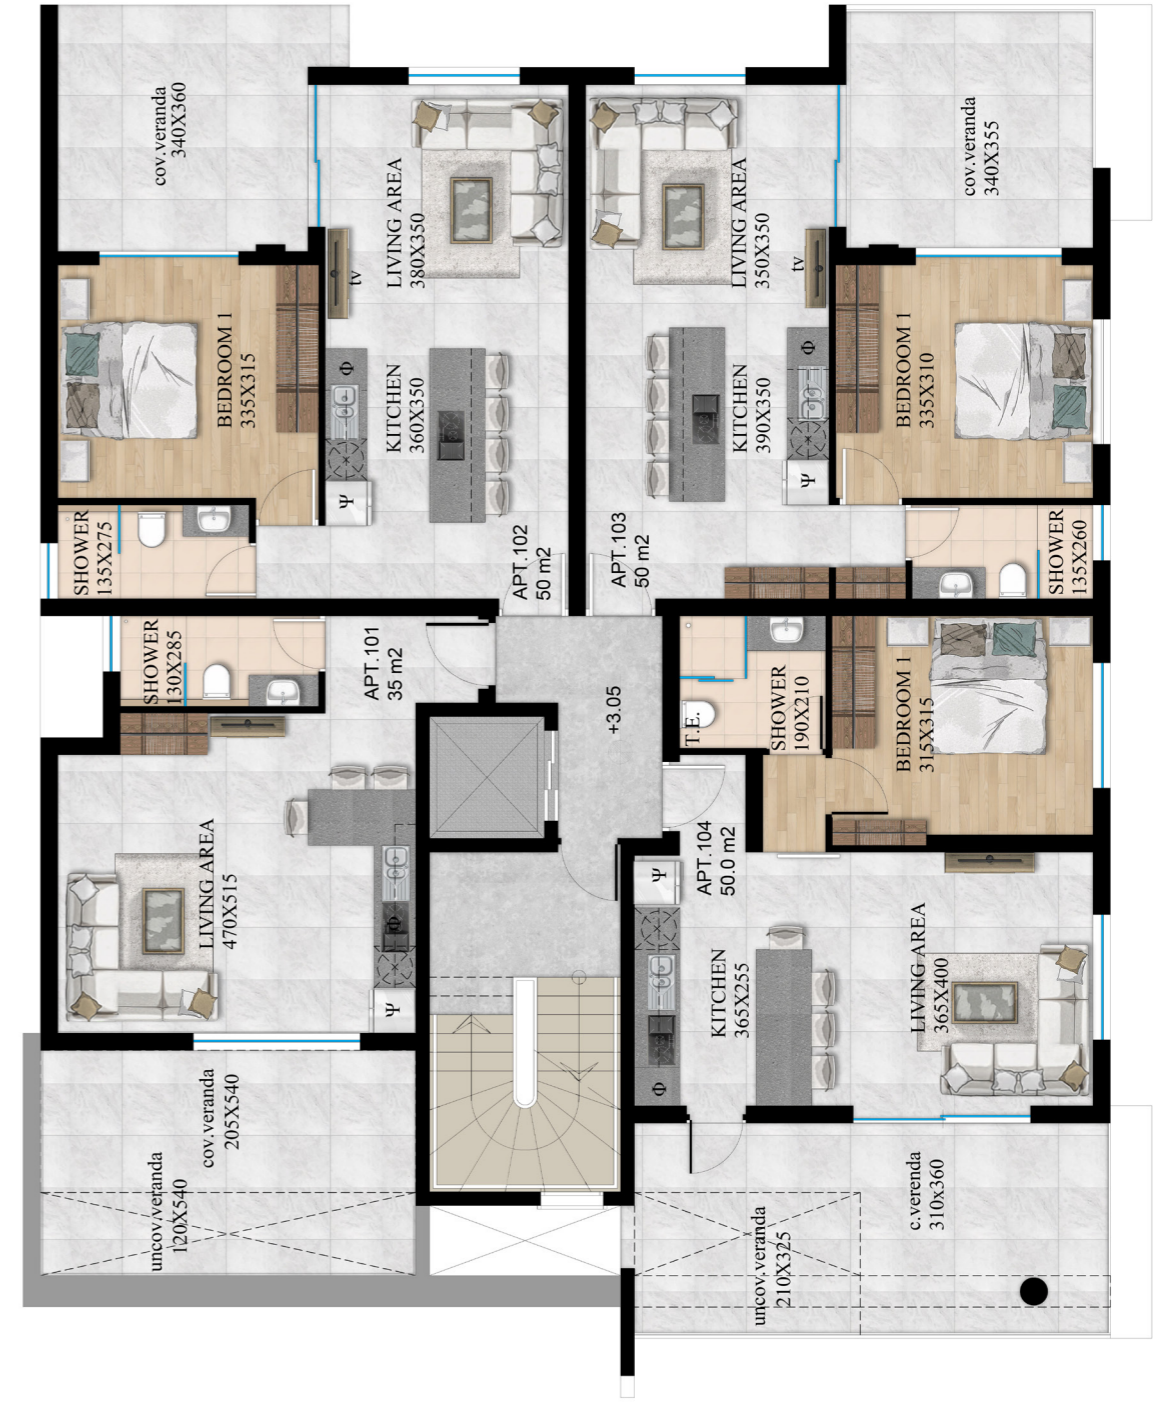 cov.veranda
340X360
LIVING AREA
380X350
tv
BEDROOM 1
335X315
KITCHEN
360X350
Φ
Ψ
SHOWER
135X275
APT.102
50 m2
cov.veranda
340X355
LIVING AREA
350X350
tv
BEDROOM 1
335X310
KITCHEN
390X350
Φ
Ψ
SHOWER
135X260
APT.103
50 m2
SHOWER
130X285
APT.101
35 m2
LIVING AREA
470X515
Φ
Ψ
cov.veranda
205X540
uncov.veranda
120X540
+3.05
T.E.
SHOWER
190X210
BEDROOM 1
315X315
APT.104
50.0 m2
Ψ
KITCHEN
365X255
Φ
LIVING AREA
365X400
uncov.veranda
210X325
c.verenda
310x360